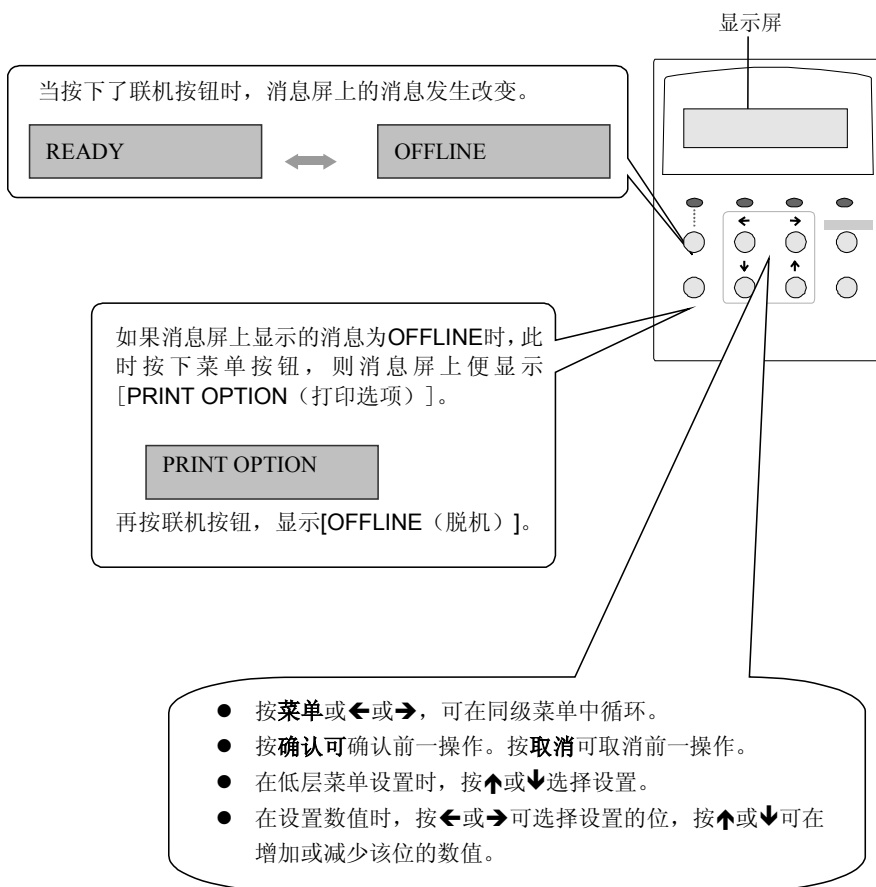 显示屏
当按下了联机按钮时，消息屏上的消息发生改变。
READY
OFFLINE
← →
↓ ↑
如果消息屏上显示的消息为OFFLINE时，此
时按下菜单按钮，则消息屏上便显示
［PRINT OPTION（打印选项）］。
PRINT OPTION
再按联机按钮，显示[OFFLINE（脱机）]。
● 按菜单或←或→，可在同级菜单中循环。
● 按确认可确认前一操作。按取消可取消前一操作。
● 在低层菜单设置时，按↑或↓选择设置。
● 在设置数值时，按←或→可选择设置的位，按↑或↓可在
增加或减少该位的数值。